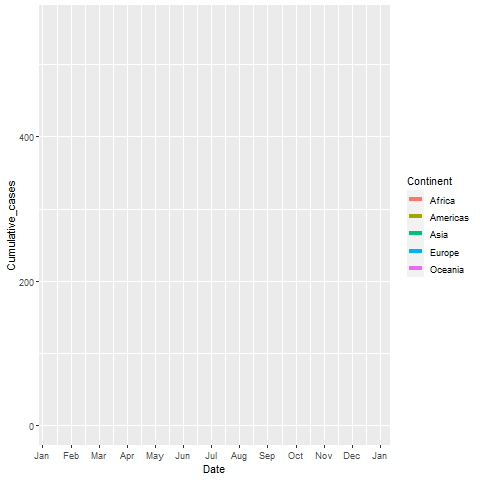 Cumulative_cases
400
200
0
Jan Feb Mar Apr May Jun Jul Aug Sep Oct Nov Dec Jan
Date
Continent
Africa
Americas
Asia
Europe
Oceania